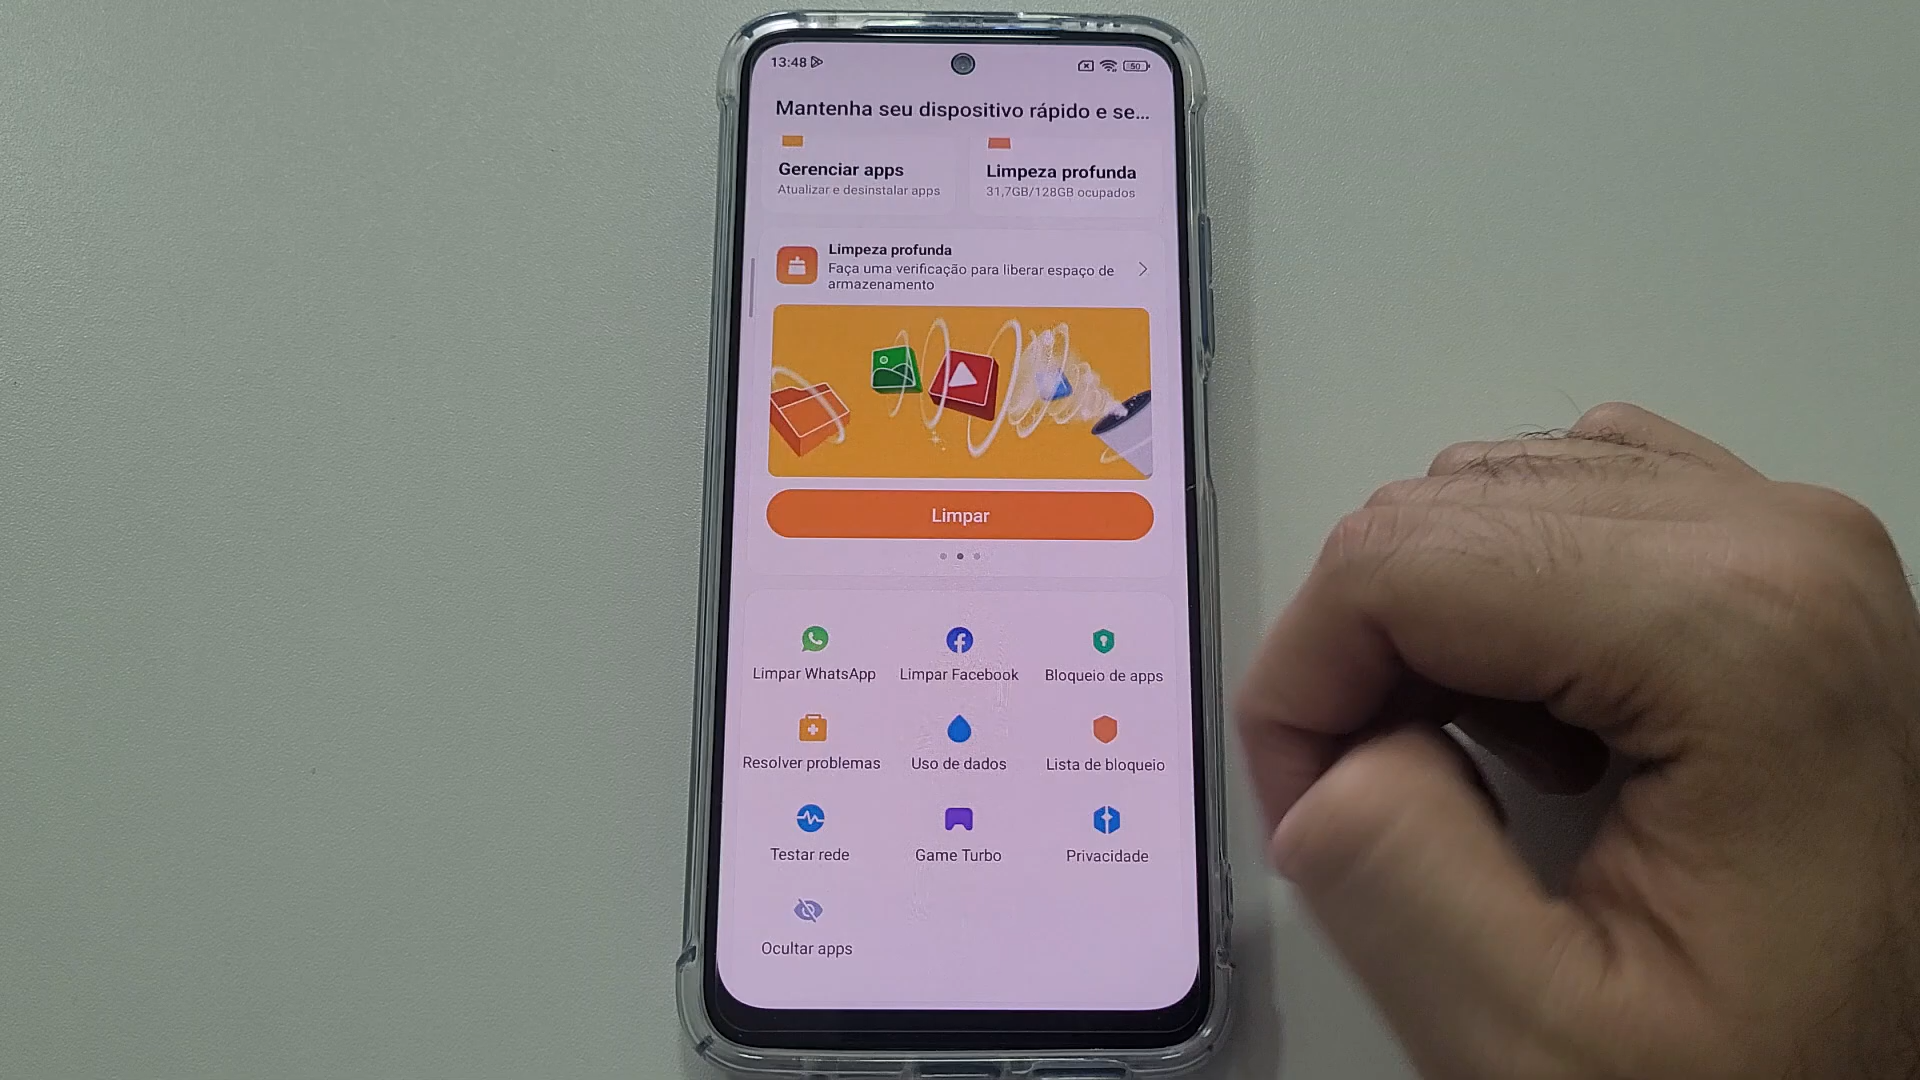 13:48
50
Mantenha seu dispositivo rápido e se...
Gerenciar apps
Atualizar e desinstalar apps
Limpeza profunda
31,7GB/128GB ocupados
Limpeza profunda
Faça uma verificação para liberar espaço de
armazenamento
Limpar
Limpar WhatsApp
Limpar Facebook
Bloqueio de apps
Resolver problemas
Uso de dados
Lista de bloqueio
Testar rede
Game Turbo
Privacidade
Ocultar apps